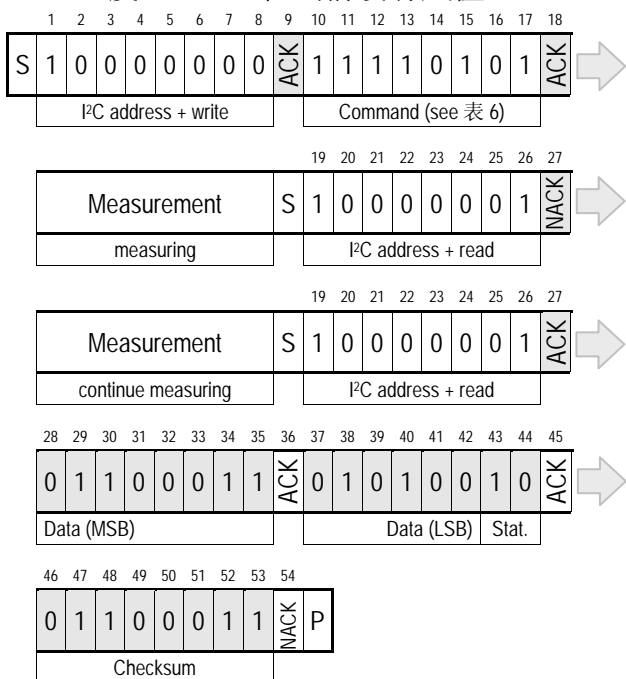 1 2 3 4 5 6 7 8 9 10 11 12 13 14 15 16 17 18
S 1 0 0 0 0 0 0 0 ACK 1 1 1 1 0 1 0 1 ACK
I²C address + write Command (see 表 6)
19 20 21 22 23 24 25 26 27
Measurement S 1 0 0 0 0 0 0 1 NACK
measuring I²C address + read
19 20 21 22 23 24 25 26 27
Measurement S 1 0 0 0 0 0 0 1 ACK
continue measuring I²C address + read
28 29 30 31 32 33 34 35 36 37 38 39 40 41 42 43 44 45
0 1 1 0 0 0 1 1 ACK 0 1 0 1 0 0 1 0 ACK
Data (MSB) Data (LSB) Stat.
46 47 48 49 50 51 52 53 54
0 1 1 0 0 0 1 1 NACK P
Checksum